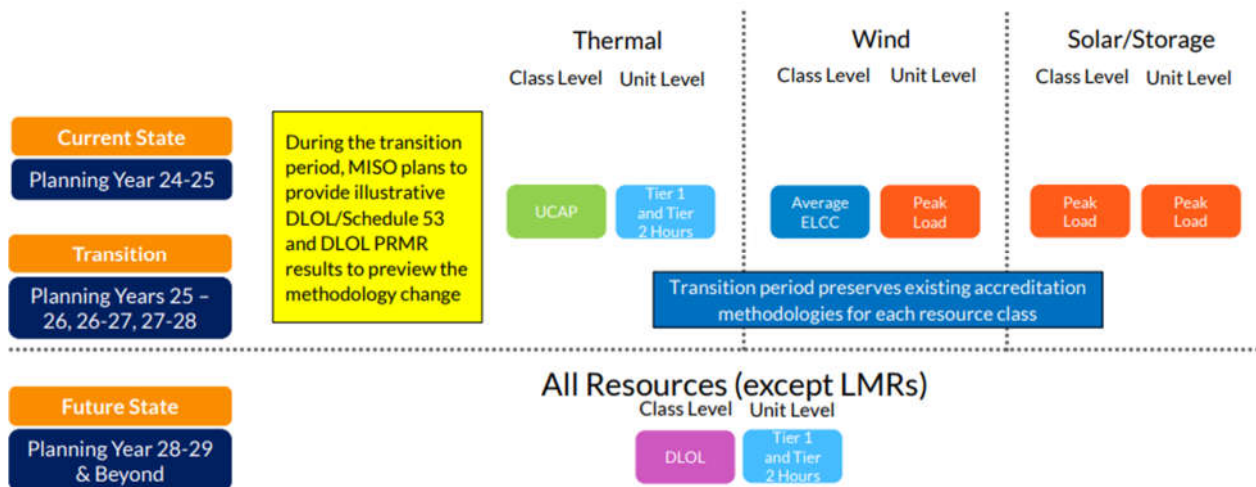 Thermal
Wind
Solar/Storage
Class Level
Unit Level
Class Level
Unit Level
Class Level
Unit Level
Current State
Planning Year 24-25
During the transition
period, MISO plans to
provide illustrative
DLOL/Schedule 53
and DLOL PRMR
results to preview the
methodology change
UCAP
Tier 1
and Tier
2 Hours
Average
ELCC
Peak
Load
Peak
Load
Peak
Load
Transition
Planning Years 25 –
26, 26-27, 27-28
Transition period preserves existing accreditation
methodologies for each resource class
All Resources (except LMRs)
Class Level
Unit Level
Future State
Planning Year 28-29
& Beyond
DLOL
Tier 1
and Tier
2 Hours